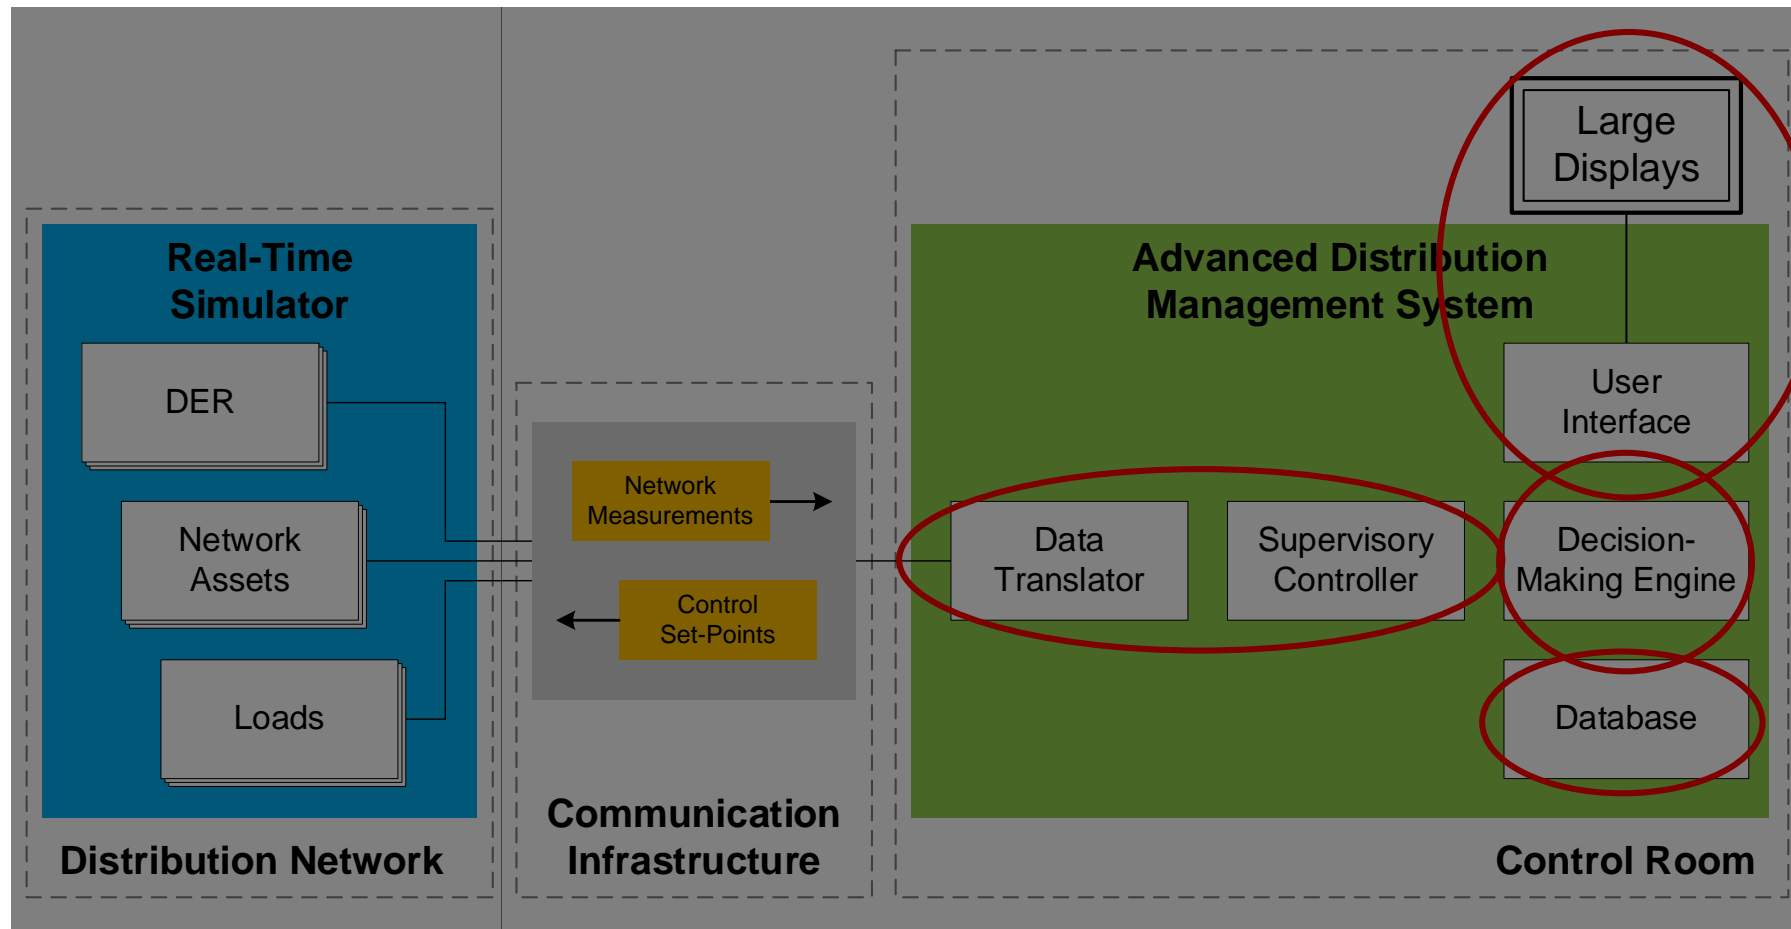 Real-Time
Simulator
DER
Network
Assets
Loads
Distribution Network
Network
Measurements
Control
Set-Points
Communication
Infrastructure
Large
Displays
Advanced Distribution
Management System
User
Interface
Data
Translator
Supervisory
Controller
Decision-
Making Engine
Database
Control Room